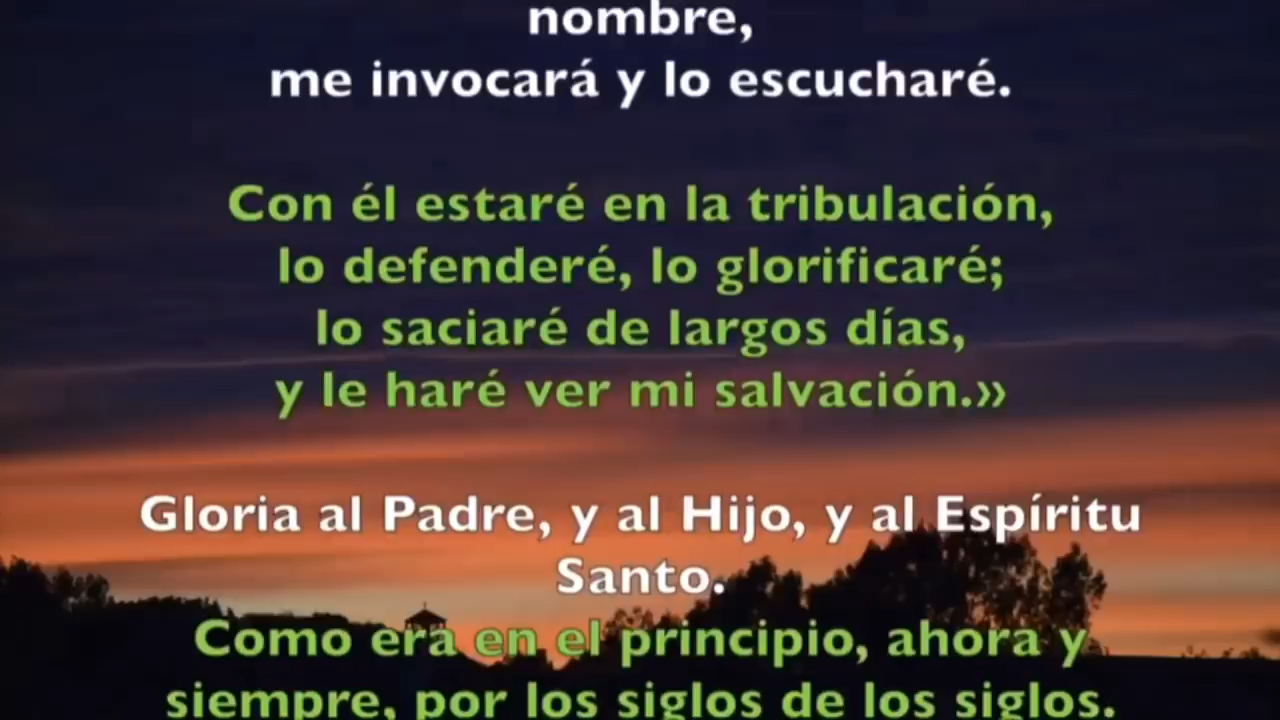 nombre,
me invocará y lo escucharé.
Con él estaré en la tribulación,
lo defenderé, lo glorificaré;
lo saciaré de largos días,
y le haré ver mi salvación.»
Gloria al Padre, y al Hijo, y al Espíritu
Santo.
Como era en el principio, ahora y
siempre, por los siglos de los siglos.